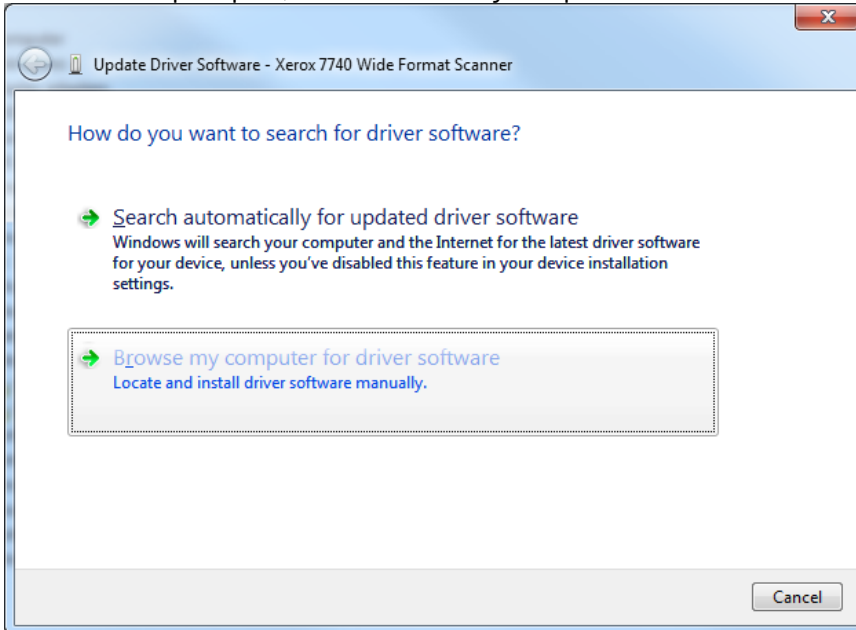 Update Driver Software - Xerox 7740 Wide Format Scanner
How do you want to search for driver software?
Search automatically for updated driver software
Windows will search your computer and the Internet for the latest driver software
for your device, unless you've disabled this feature in your device installation
settings.
Browse my computer for driver software
Locate and install driver software manually.
Cancel